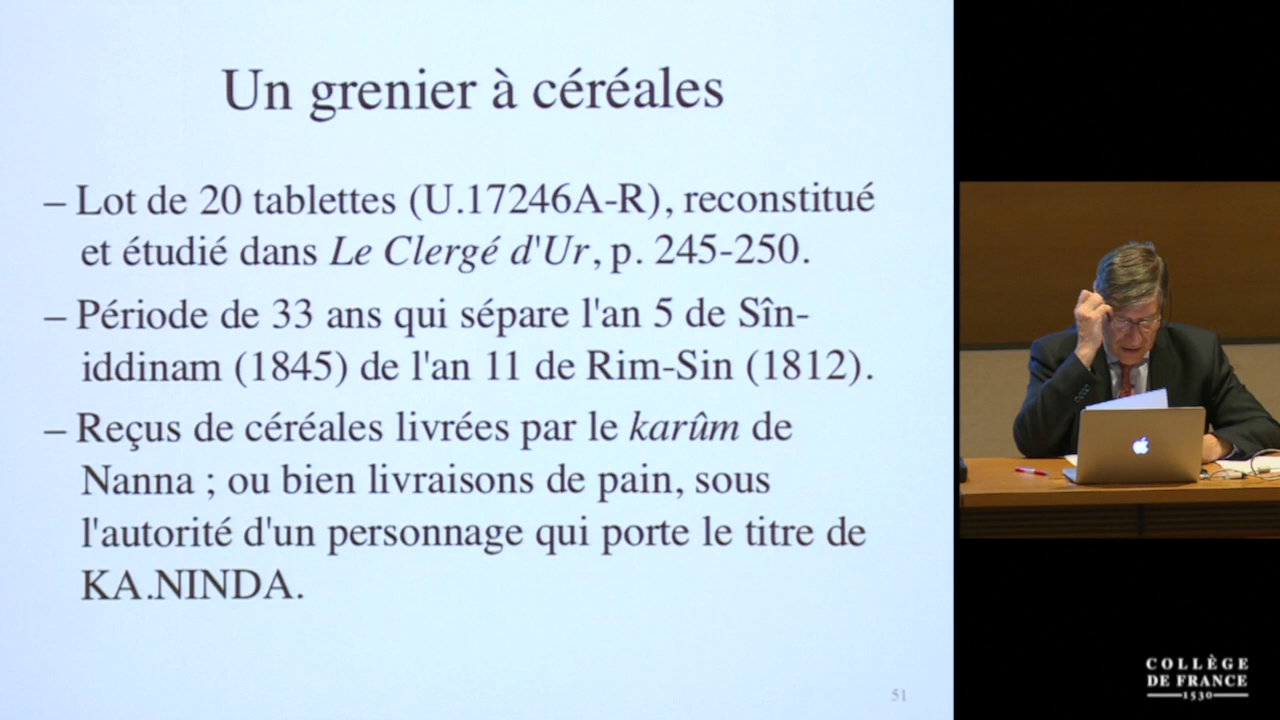 Un grenier à céréales
– Lot de 20 tablettes (U.17246A-R), reconstitué
et étudié dans Le Clergé d'Ur, p. 245-250.
– Période de 33 ans qui sépare l'an 5 de Sîn-
iddinam (1845) de l'an 11 de Rim-Sin (1812).
– Reçus de céréales livrées par le karûm de
Nanna ; ou bien livraisons de pain, sous
l'autorité d'un personnage qui porte le titre de
KA.NINDA.
51
COLLÈGE
DE FRANCE
1530